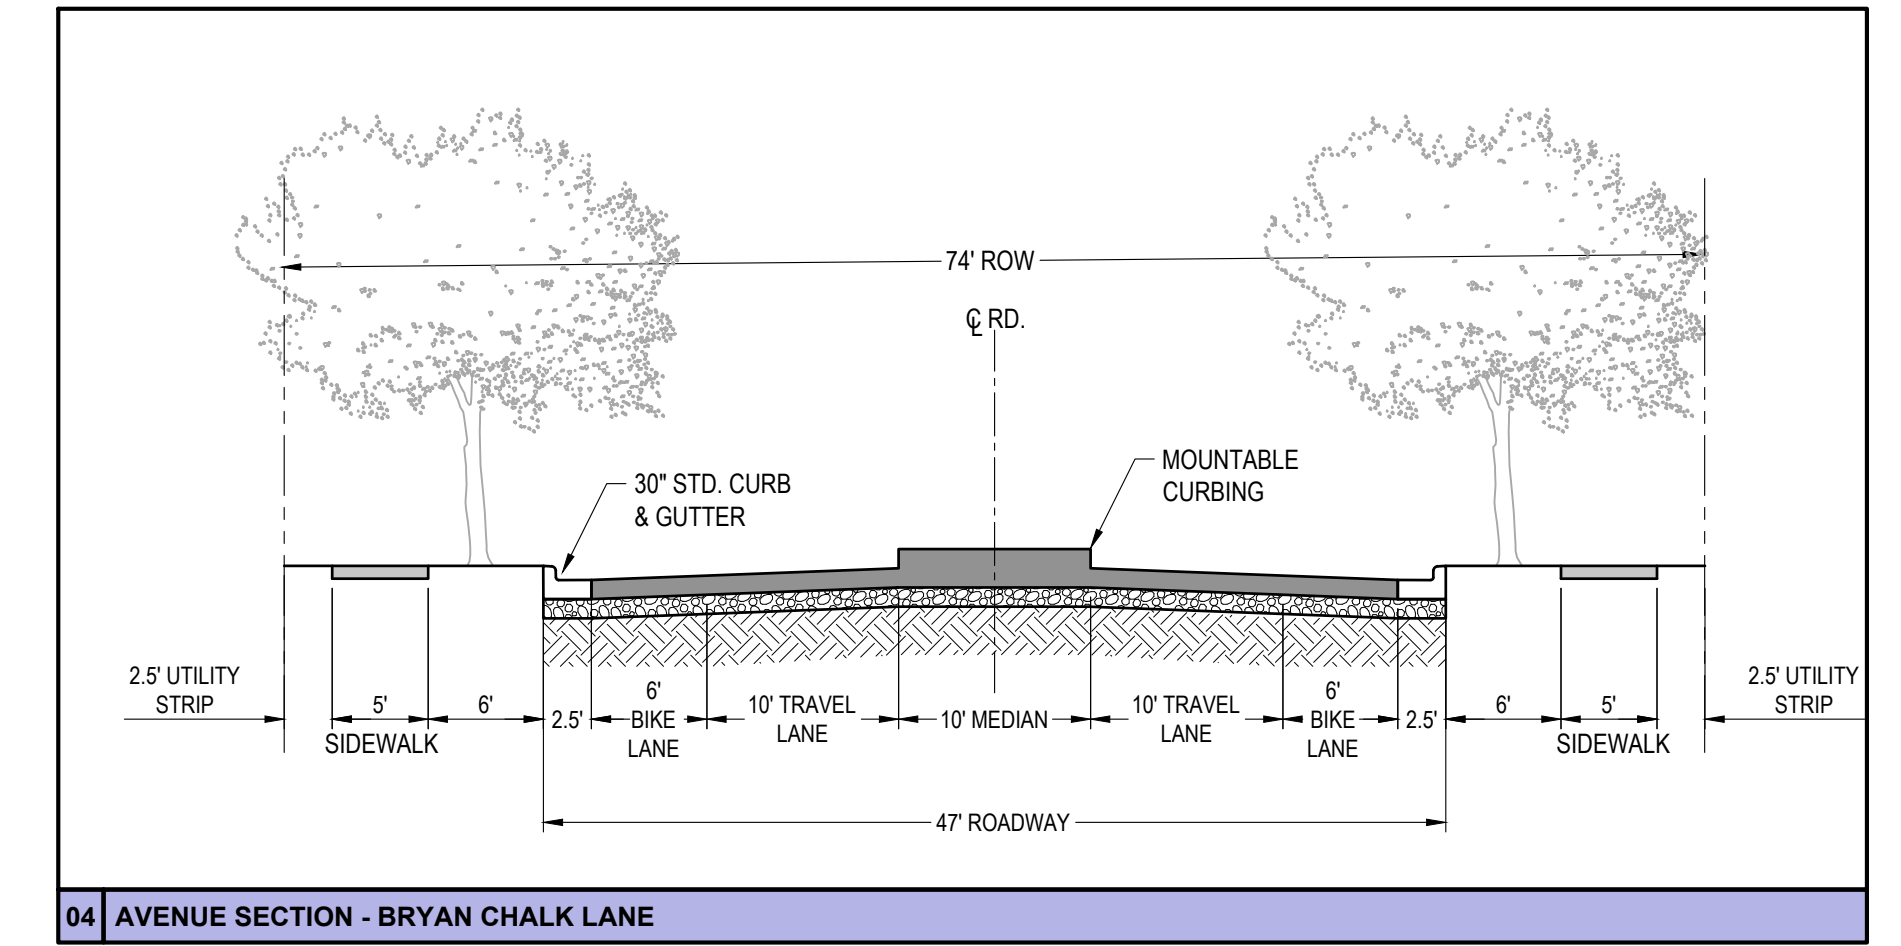 74' ROW
℄ RD.
MOUNTABLE
CURBING
30" STD. CURB
& GUTTER
2.5' UTILITY
STRIP
5'
SIDEWALK
6'
2.5'
6'
BIKE
LANE
10' TRAVEL
LANE
10' MEDIAN
10' TRAVEL
LANE
6'
BIKE
LANE
2.5'
6'
5'
SIDEWALK
2.5' UTILITY
STRIP
47' ROADWAY
04 AVENUE SECTION - BRYAN CHALK LANE